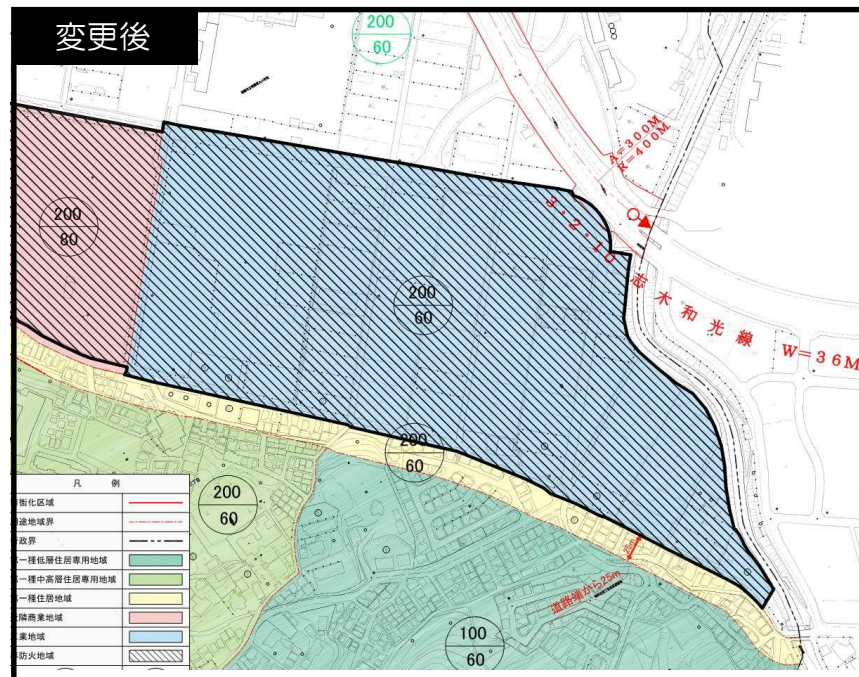 変更後
200
60
A=300M
R=400M
3・2・10 志木和光線 W=36M
200
80
200
60
200
60
200
60
25m
道路端から25m
100
60
凡例
街化区域
途地域界
政界
第一種低層住居専用地域
第一種中高層住居専用地域
第一種住居地域
隣商業地域
業地域
防火地域